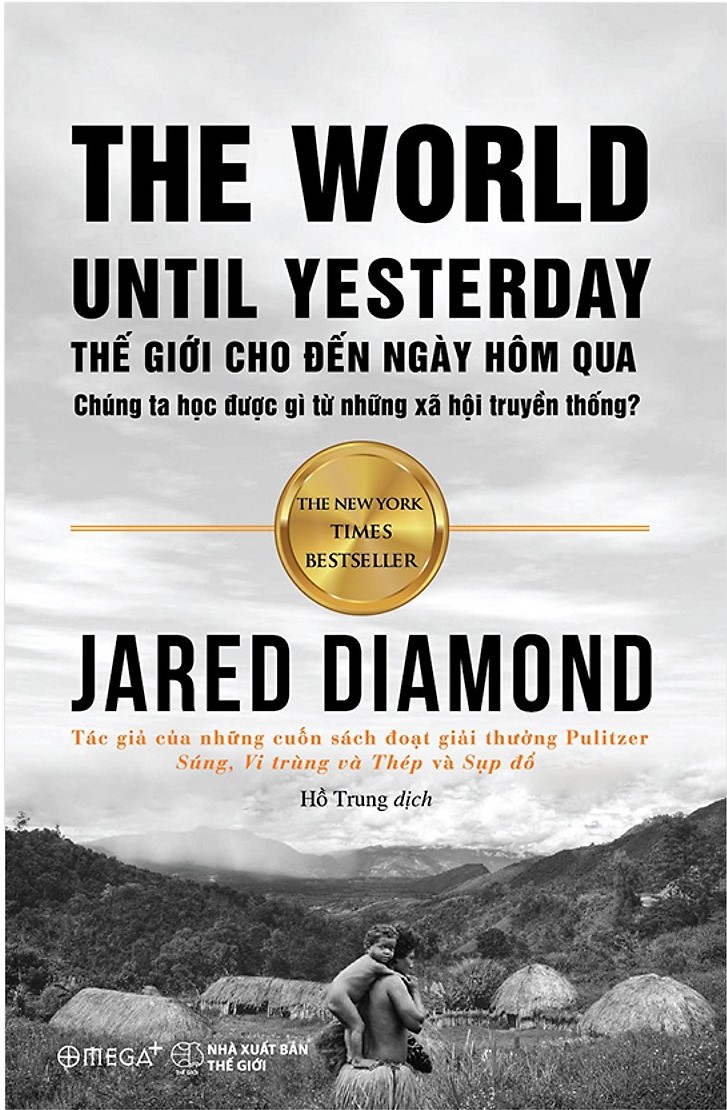 THE WORLD
UNTIL YESTERDAY
THẾ GIỚI CHO ĐẾN NGÀY HÔM QUA
Chúng ta học được gì từ những xã hội truyền thống?
THE NEW YORK
TIMES
BESTSELLER
JARED DIAMOND
Tác giả của những cuốn sách đoạt giải thưởng Pulitzer
Súng, Vi trùng và Thép và Sụp đổ
Hồ Trung dịch
OMEGA+
THẾ GIỚI
NHÀ XUẤT BẢN
THẾ GIỚI